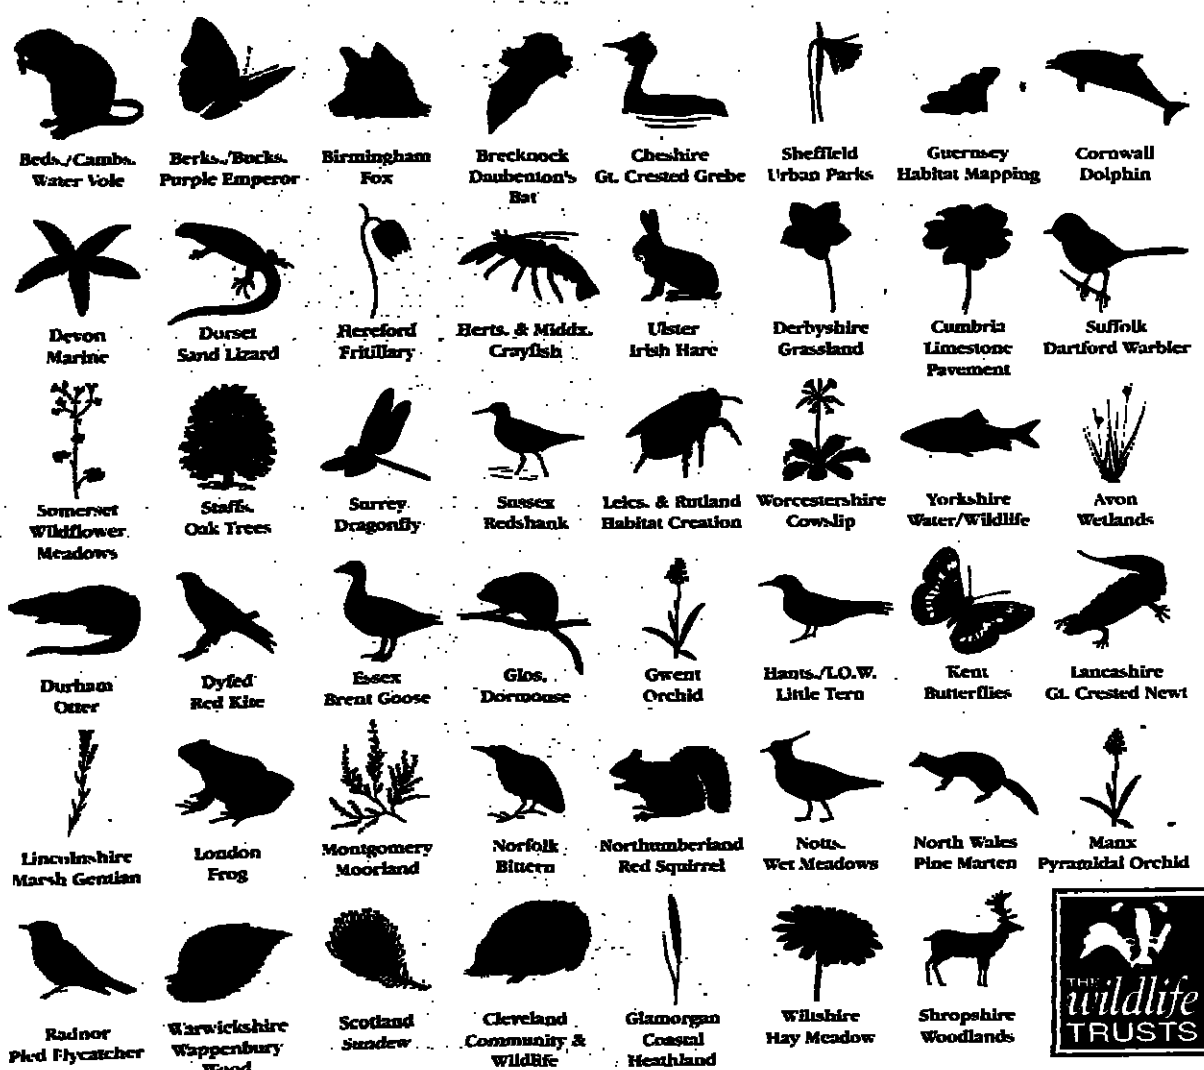 Beds./Cambs.
Water Vole
Berks./Bucks.
Purple Emperor
Birmingham
Fox
Brecknock
Daubenton's
Bat
Cheshire
Gt. Crested Grebe
Sheffield
Urban Parks
Guernsey
Habitat Mapping
Cornwall
Dolphin
Devon
Marine
Dorset
Sand Lizard
Hereford
Fritillary
Herts. & Middx.
Crayfish
Ulster
Irish Hare
Derbyshire
Grassland
Cumbria
Limestone
Pavement
Suffolk
Dartford Warbler
Somerset
Wildflower
Meadows
Staffs.
Oak Trees
Surrey
Dragonfly
Sussex
Redshank
Leics. & Rutland
Habitat Creation
Worcestershire
Cowslip
Yorkshire
Water/Wildlife
Avon
Wetlands
Durham
Otter
Dyfed
Red Kite
Essex
Brent Goose
Glos.
Dormouse
Gwent
Orchid
Hants./I.O.W.
Little Tern
Kent
Butterflies
Lancashire
Gt. Crested Newt
Lincolnshire
Marsh Gentian
London
Frog
Montgomery
Moorland
Norfolk
Bittern
Northumberland
Red Squirrel
Notts.
Wet Meadows
North Wales
Pine Marten
Manx
Pyramidal Orchid
Radnor
Pied Flycatcher
Warwickshire
Wappenbury
Wood
Scotland
Sundew
Cleveland
Community &
Wildlife
Glamorgan
Coastal
Heathland
Wiltshire
Hay Meadow
Shropshire
Woodlands
THE
wildlife
TRUSTS